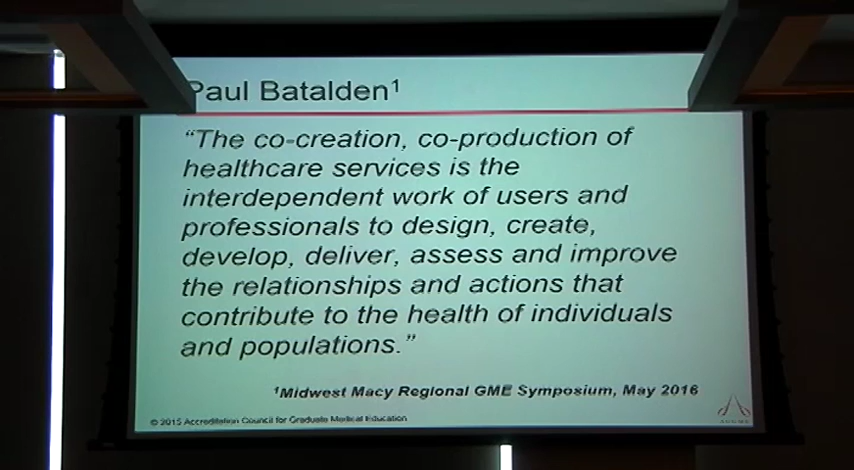 Paul Batalden¹
“The co-creation, co-production of
healthcare services is the
interdependent work of users and
professionals to design, create,
develop, deliver, assess and improve
the relationships and actions that
contribute to the health of individuals
and populations.”
¹Midwest Macy Regional GME Symposium, May 2016
© 2015 Accreditation Council for Graduate Medical Education
ACGME